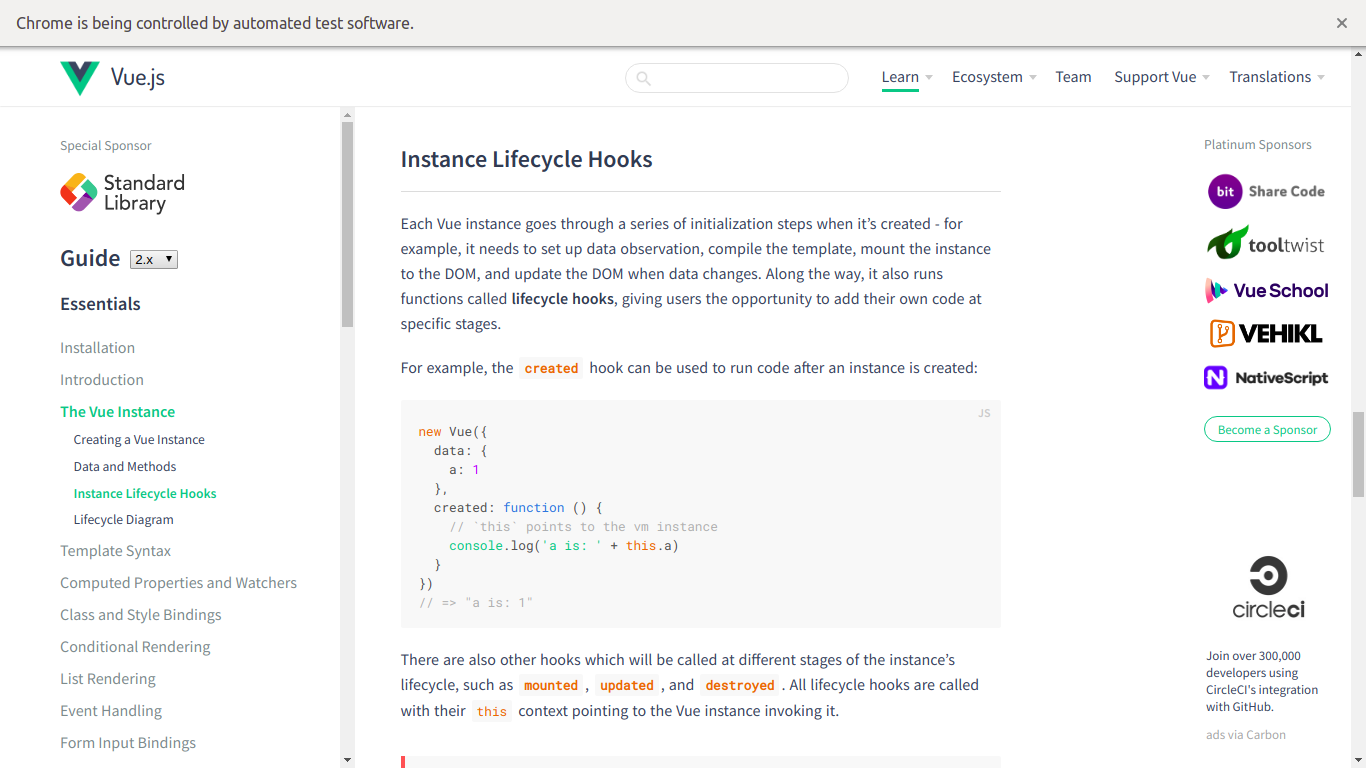 Chrome is being controlled by automated test software.
Vue.js
Learn Ecosystem Team Support Vue Translations
Special Sponsor
Standard
Library
Guide 2.x
Essentials
Installation
Introduction
The Vue Instance
Creating a Vue Instance
Data and Methods
Instance Lifecycle Hooks
Lifecycle Diagram
Template Syntax
Computed Properties and Watchers
Class and Style Bindings
Conditional Rendering
List Rendering
Event Handling
Form Input Bindings
Instance Lifecycle Hooks
Each Vue instance goes through a series of initialization steps when it’s created - for
example, it needs to set up data observation, compile the template, mount the instance
to the DOM, and update the DOM when data changes. Along the way, it also runs
functions called lifecycle hooks, giving users the opportunity to add their own code at
specific stages.
For example, the created hook can be used to run code after an instance is created:
JS
new Vue({
  data: {
    a: 1
  },
  created: function () {
    // `this` points to the vm instance
    console.log('a is: ' + this.a)
  }
})
// => "a is: 1"
There are also other hooks which will be called at different stages of the instance’s
lifecycle, such as mounted, updated, and destroyed. All lifecycle hooks are called
with their this context pointing to the Vue instance invoking it.
Platinum Sponsors
bit Share Code
tooltwist
Vue School
VEHIKL
NativeScript
Become a Sponsor
circleci
Join over 300,000
developers using
CircleCI's integration
with GitHub.
ads via Carbon